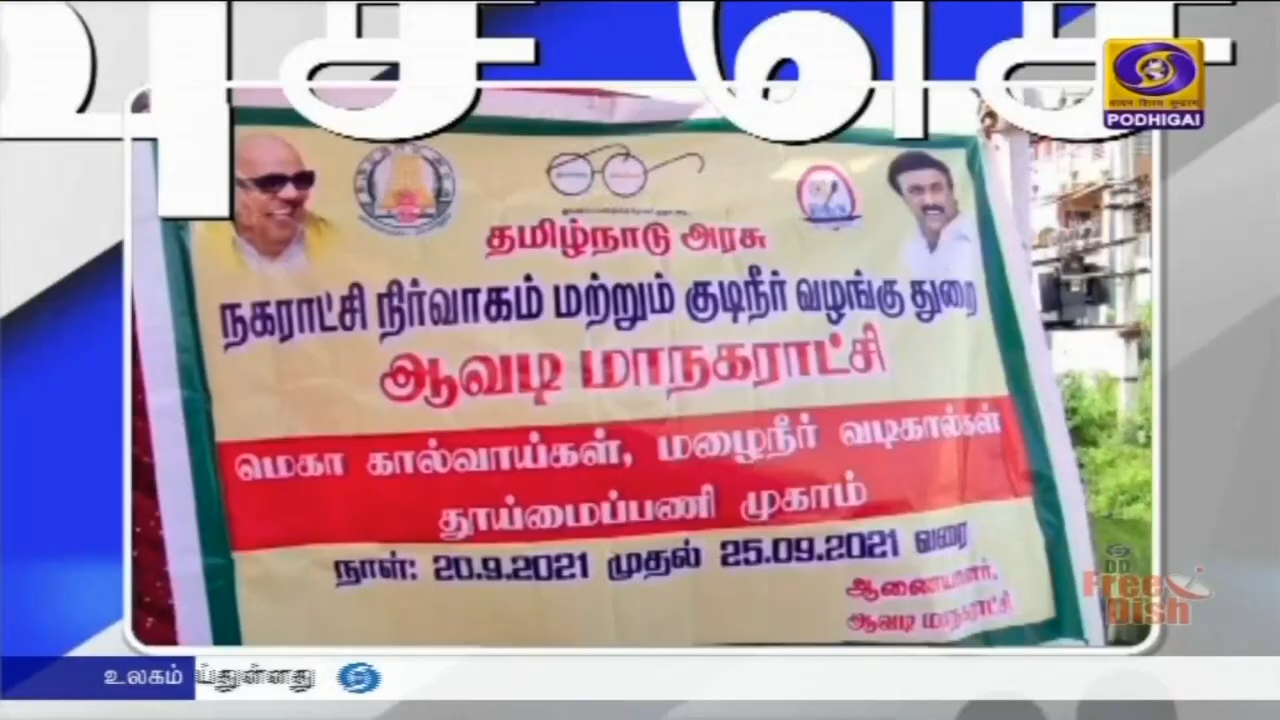 PODHIGAI
தமிழ்நாடு அரசு
நகராட்சி நிர்வாகம் மற்றும் குடிநீர் வழங்கு துறை
ஆவடி மாநகராட்சி
மெகா கால்வாய்கள், மழைநீர் வடிகால்கள்
தூய்மைப்பணி முகாம்
நாள்: 20.9.2021 முதல் 25.09.2021 வரை
ஆணையாளர்,
ஆவடி மாநகராட்சி
DD
Free
Dish
உலகம்